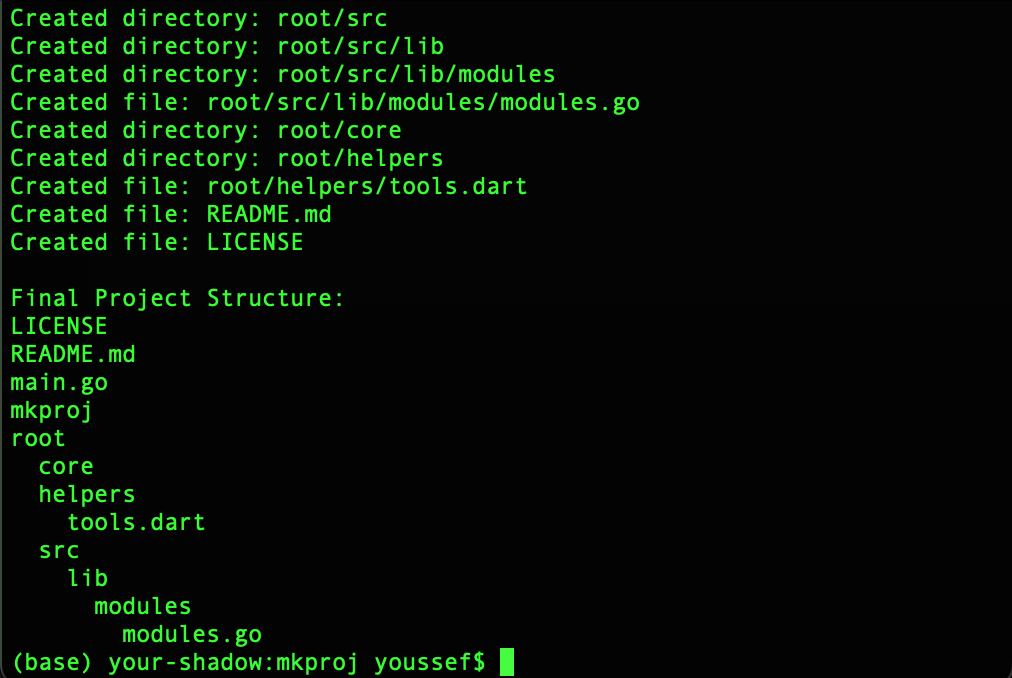 Created directory: root/src
Created directory: root/src/lib
Created directory: root/src/lib/modules
Created file: root/src/lib/modules/modules.go
Created directory: root/core
Created directory: root/helpers
Created file: root/helpers/tools.dart
Created file: README.md
Created file: LICENSE

Final Project Structure:
LICENSE
README.md
main.go
mkproj
root
  core
  helpers
    tools.dart
  src
    lib
      modules
        modules.go
(base) your-shadow:mkproj youssef$